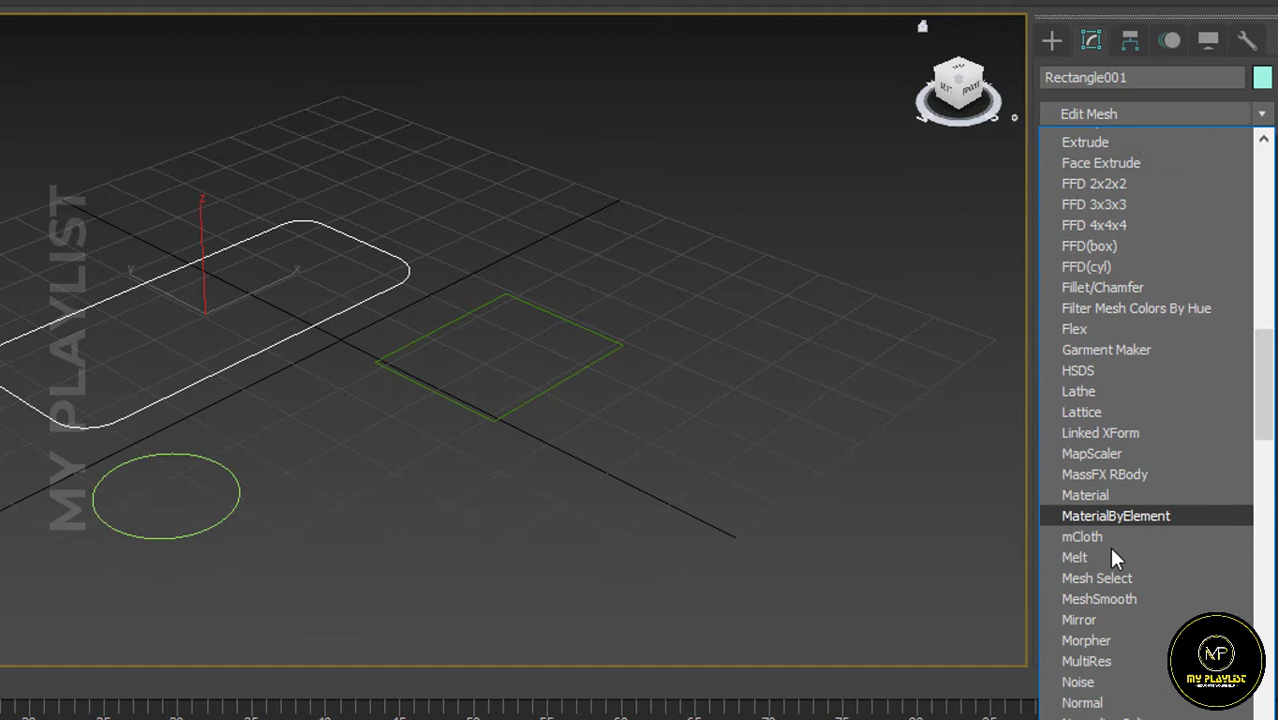 Rectangle001
Edit Mesh
Extrude
Face Extrude
FFD 2x2x2
FFD 3x3x3
FFD 4x4x4
FFD(box)
FFD(cyl)
Fillet/Chamfer
Filter Mesh Colors By Hue
Flex
Garment Maker
HSDS
Lathe
Lattice
Linked XForm
MapScaler
MassFX RBody
Material
MaterialByElement
mCloth
Melt
Mesh Select
MeshSmooth
Mirror
Morpher
MultiRes
Noise
Normal
z
y
x
MY PLAYLIST
MP
MY PLAYLIST